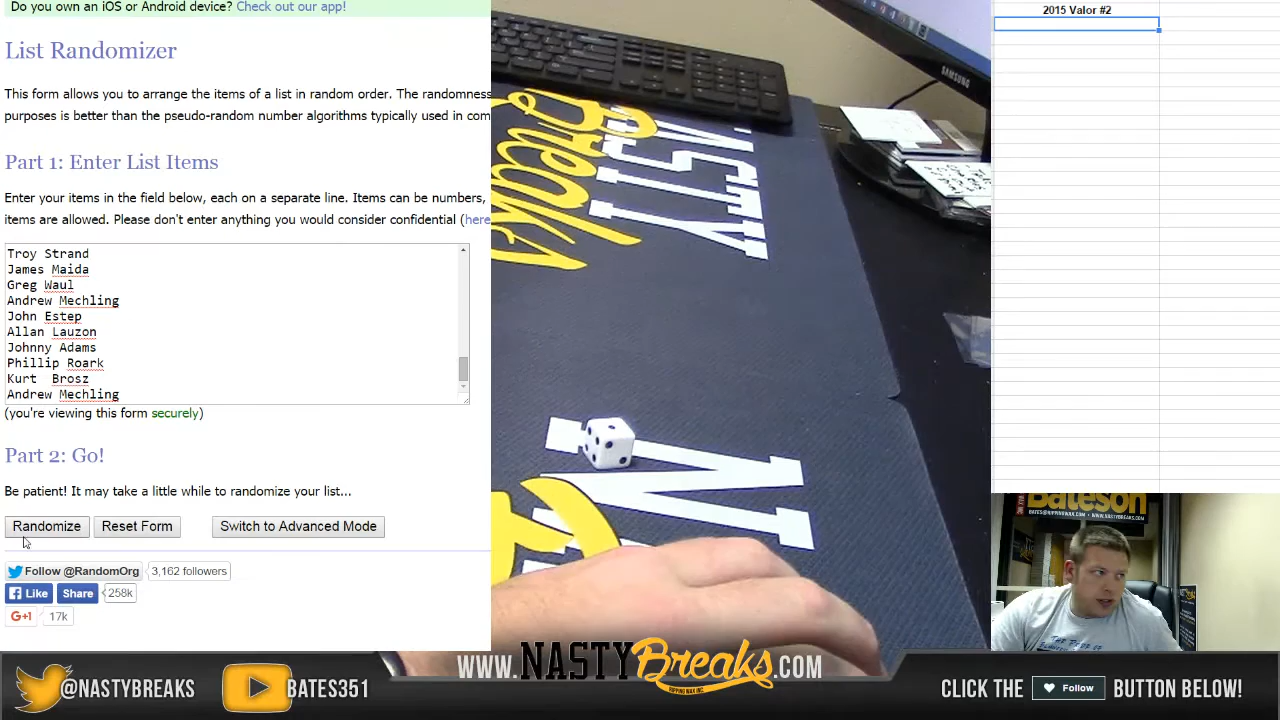 Do you own an iOS or Android device? Check out our app!
List Randomizer
This form allows you to arrange the items of a list in random order. The randomness
purposes is better than the pseudo-random number algorithms typically used in com
Part 1: Enter List Items
Enter your items in the field below, each on a separate line. Items can be numbers,
items are allowed. Please don't enter anything you would consider confidential (here
Troy Strand
James Maida
Greg Waul
Andrew Mechling
John Estep
Allan Lauzon
Johnny Adams
Phillip Roark
Kurt  Brosz
Andrew Mechling
(you're viewing this form securely)
Part 2: Go!
Be patient! It may take a little while to randomize your list...
Randomize
Reset Form
Switch to Advanced Mode
Follow @RandomOrg
3,162 followers
Like
Share
258k
G+1
17k
SAMSUNG
2015 Valor #2
Bateson
@NASTYBREAKS
BATES351
WWW.NASTYBreaks.COM
RIPPING WAX INC.
CLICK THE
Follow
BUTTON BELOW!